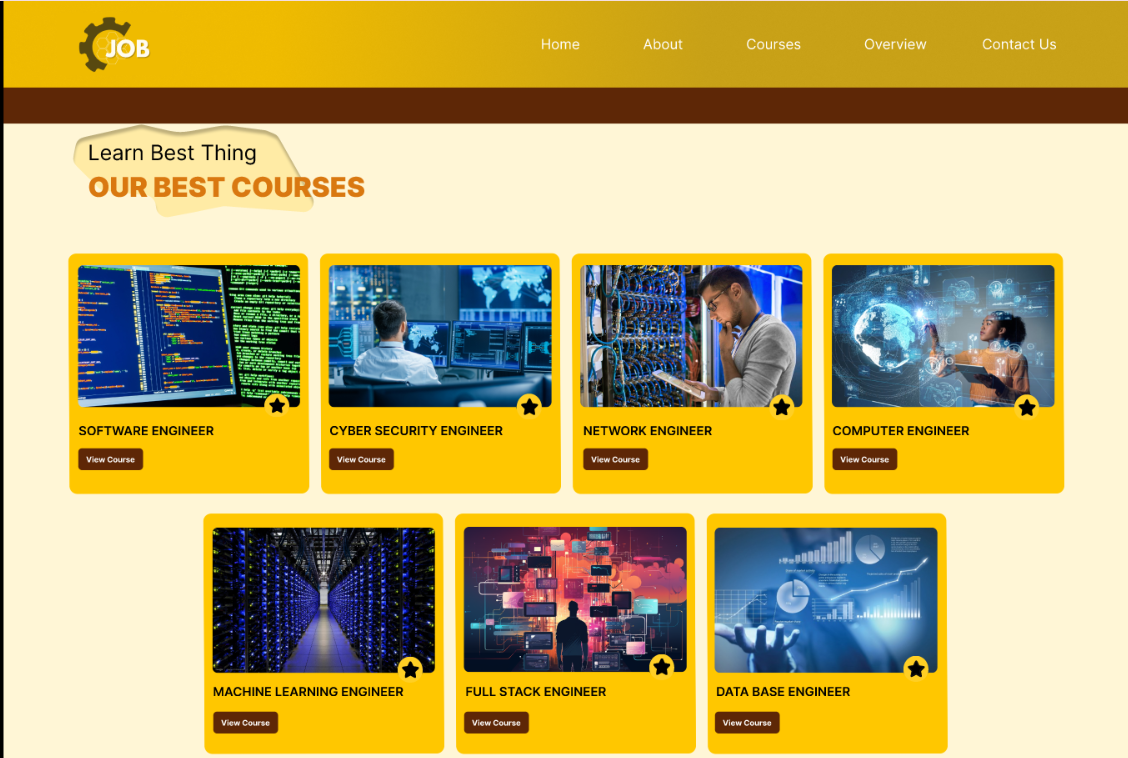 JOB
Home About Courses Overview Contact Us
Learn Best Thing
OUR BEST COURSES
SOFTWARE ENGINEER
View Course
CYBER SECURITY ENGINEER
View Course
NETWORK ENGINEER
View Course
COMPUTER ENGINEER
View Course
MACHINE LEARNING ENGINEER
View Course
FULL STACK ENGINEER
View Course
DATA BASE ENGINEER
View Course